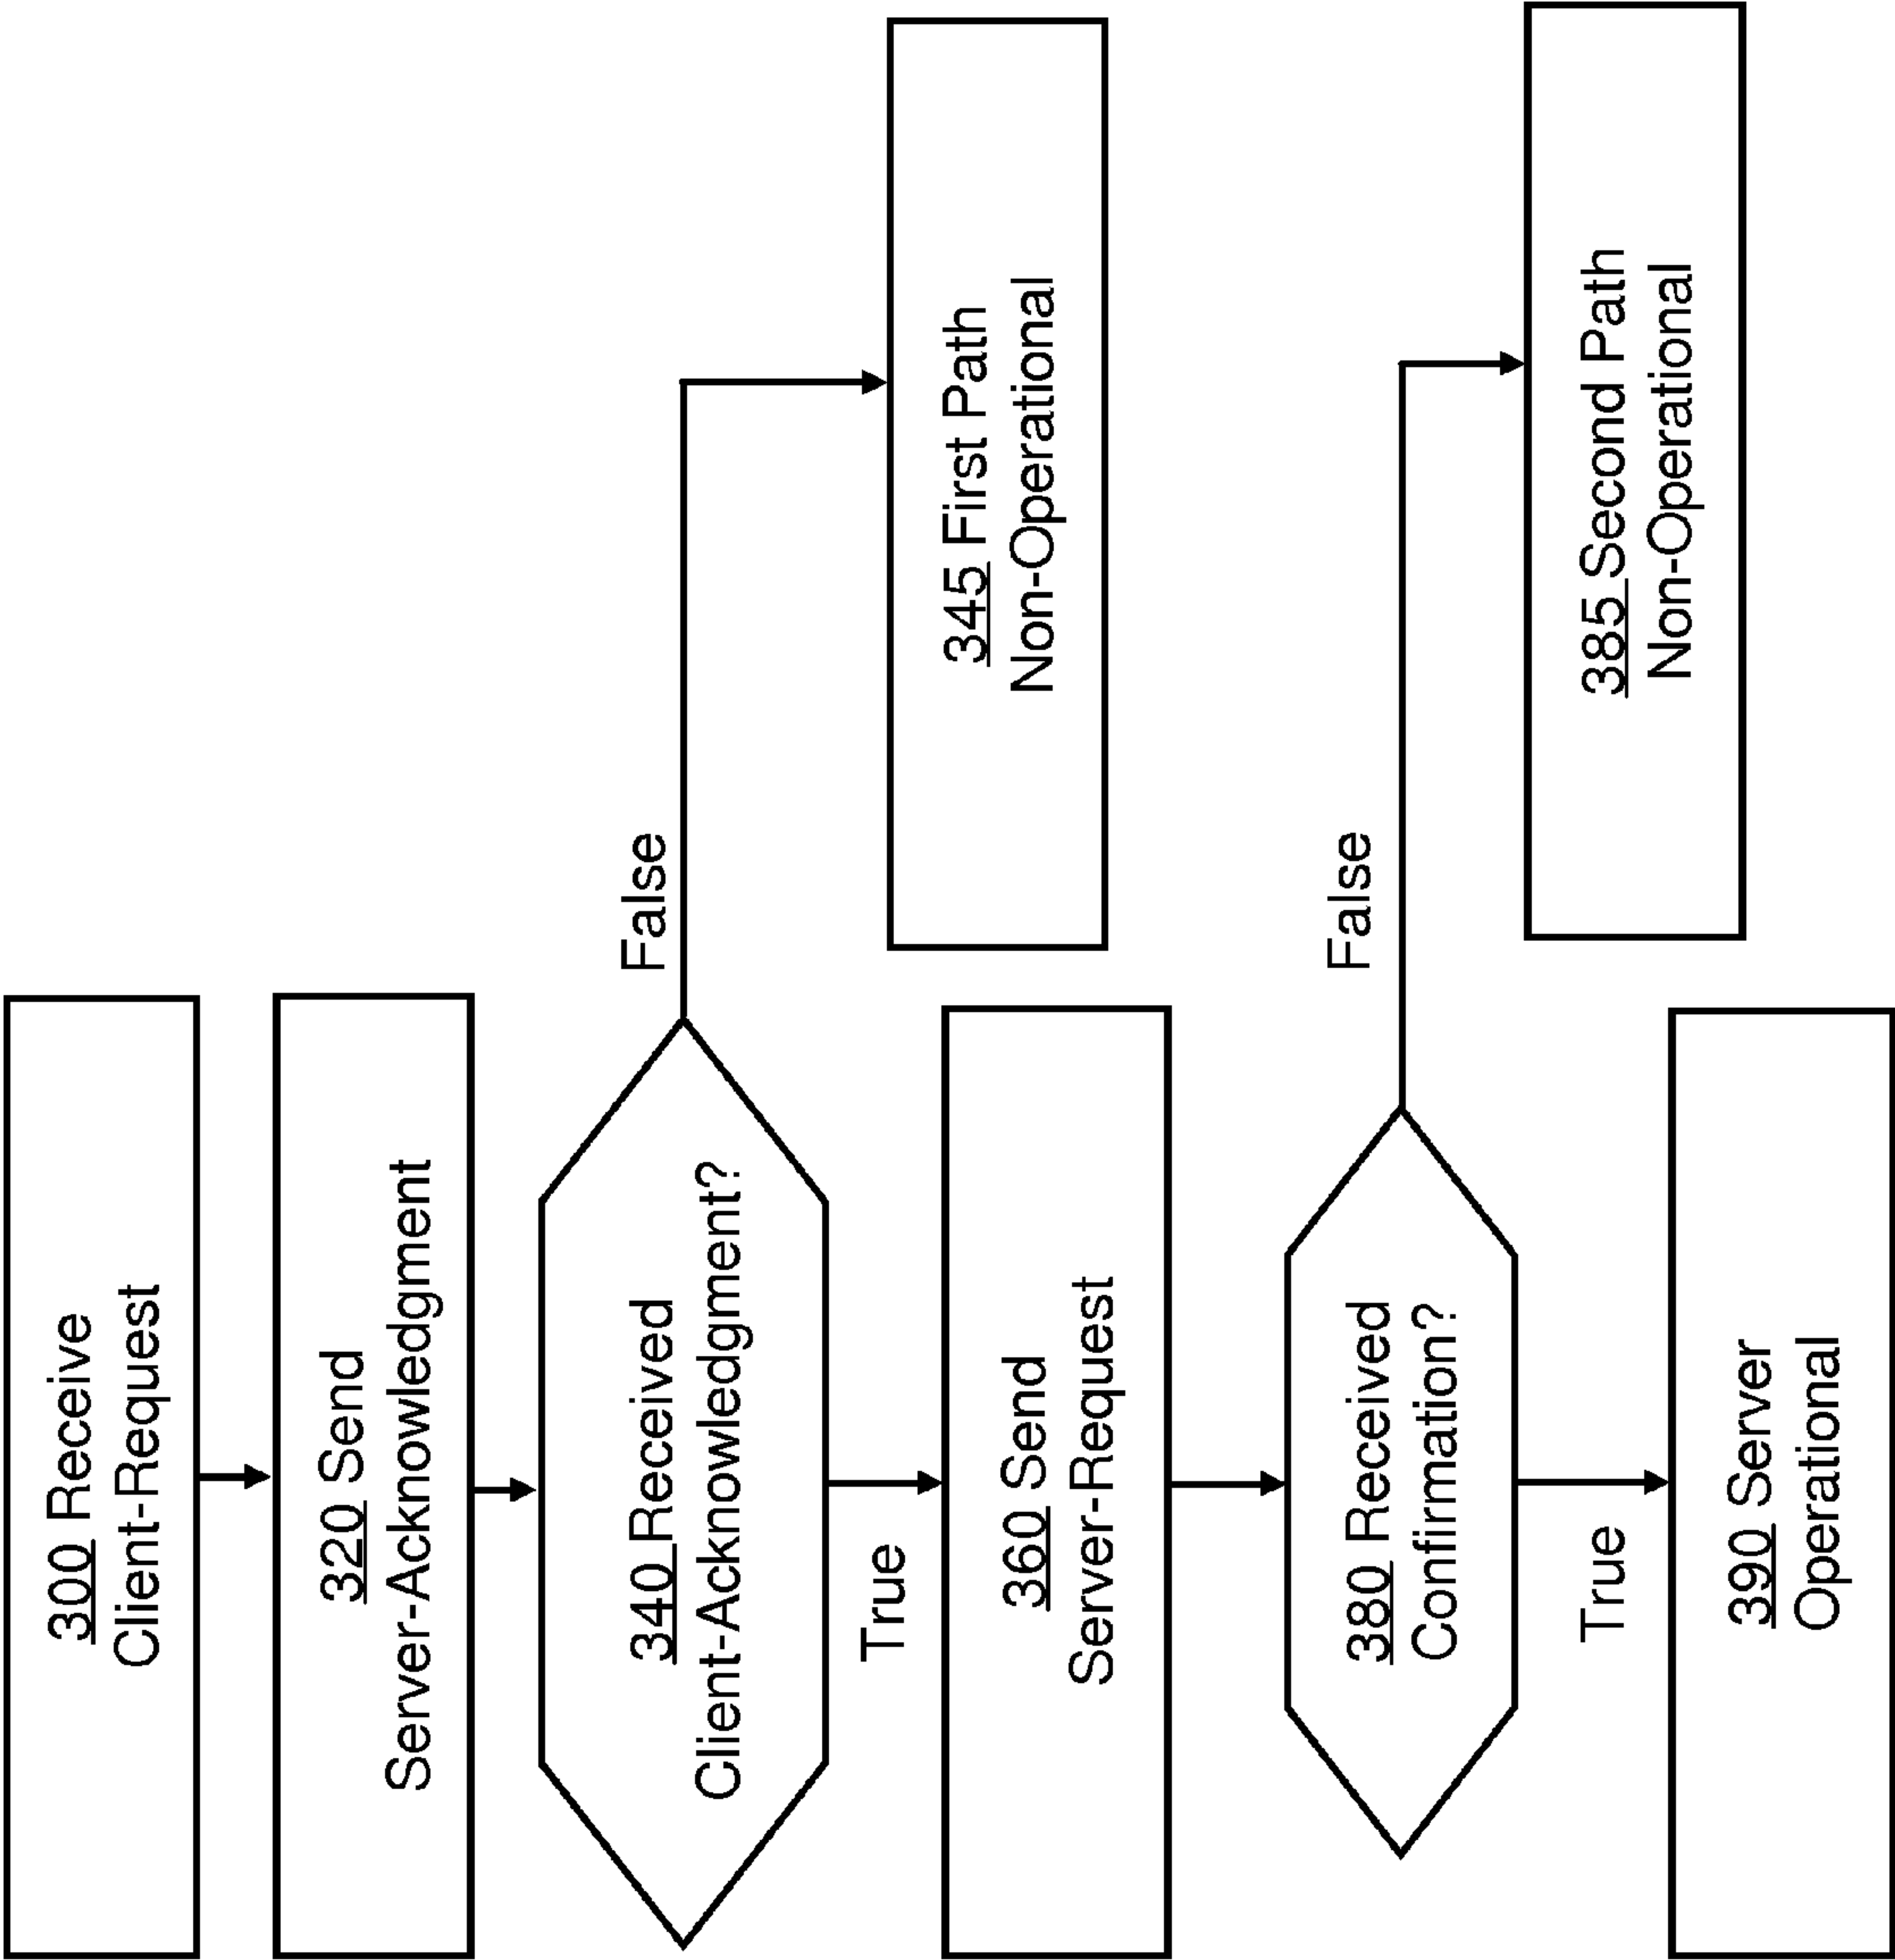 300 Receive
Client-Request
320 Send
Server-Acknowledgment
340 Received
Client-Acknowledgment?
False
345 First Path
Non-Operational
True
360 Send
Server-Request
380 Received
Confirmation?
False
385 Second Path
Non-Operational
True
390 Server
Operational